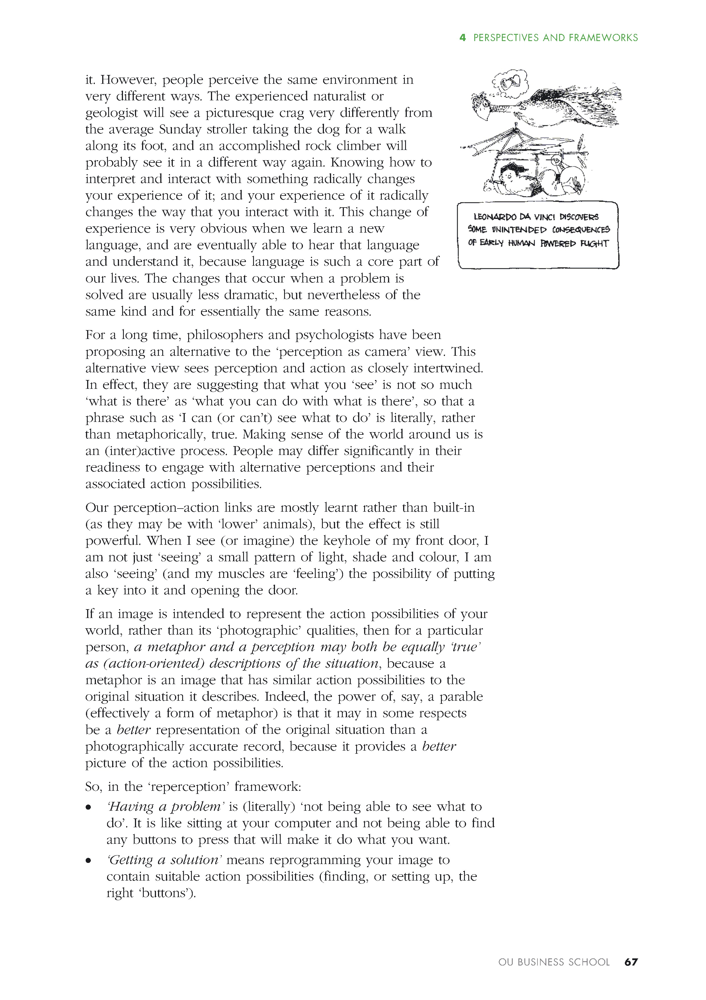 4 PERSPECTIVES AND FRAMEWORKS
it. However, people perceive the same environment in
very different ways. The experienced naturalist or
geologist will see a picturesque crag very differently from
the average Sunday stroller taking the dog for a walk
along its foot, and an accomplished rock climber will
probably see it in a different way again. Knowing how to
interpret and interact with something radically changes
your experience of it; and your experience of it radically
changes the way that you interact with it. This change of
experience is very obvious when we learn a new
language, and are eventually able to hear that language
and understand it, because language is such a core part of
our lives. The changes that occur when a problem is
solved are usually less dramatic, but nevertheless of the
same kind and for essentially the same reasons.
LEONARDO DA VINCI DISCOVERS
SOME UNINTENDED CONSEQUENCES
OF EARLY HUMAN POWERED FLIGHT
For a long time, philosophers and psychologists have been
proposing an alternative to the ‘perception as camera’ view. This
alternative view sees perception and action as closely intertwined.
In effect, they are suggesting that what you ‘see’ is not so much
‘what is there’ as ‘what you can do with what is there’, so that a
phrase such as ‘I can (or can’t) see what to do’ is literally, rather
than metaphorically, true. Making sense of the world around us is
an (inter)active process. People may differ significantly in their
readiness to engage with alternative perceptions and their
associated action possibilities.
Our perception–action links are mostly learnt rather than built-in
(as they may be with ‘lower’ animals), but the effect is still
powerful. When I see (or imagine) the keyhole of my front door, I
am not just ‘seeing’ a small pattern of light, shade and colour, I am
also ‘seeing’ (and my muscles are ‘feeling’) the possibility of putting
a key into it and opening the door.
If an image is intended to represent the action possibilities of your
world, rather than its ‘photographic’ qualities, then for a particular
person, a metaphor and a perception may both be equally ‘true’
as (action-oriented) descriptions of the situation, because a
metaphor is an image that has similar action possibilities to the
original situation it describes. Indeed, the power of, say, a parable
(effectively a form of metaphor) is that it may in some respects
be a better representation of the original situation than a
photographically accurate record, because it provides a better
picture of the action possibilities.
So, in the ‘reperception’ framework:
• ‘Having a problem’ is (literally) ‘not being able to see what to
do’. It is like sitting at your computer and not being able to find
any buttons to press that will make it do what you want.
• ‘Getting a solution’ means reprogramming your image to
contain suitable action possibilities (finding, or setting up, the
right ‘buttons’).
OU BUSINESS SCHOOL 67